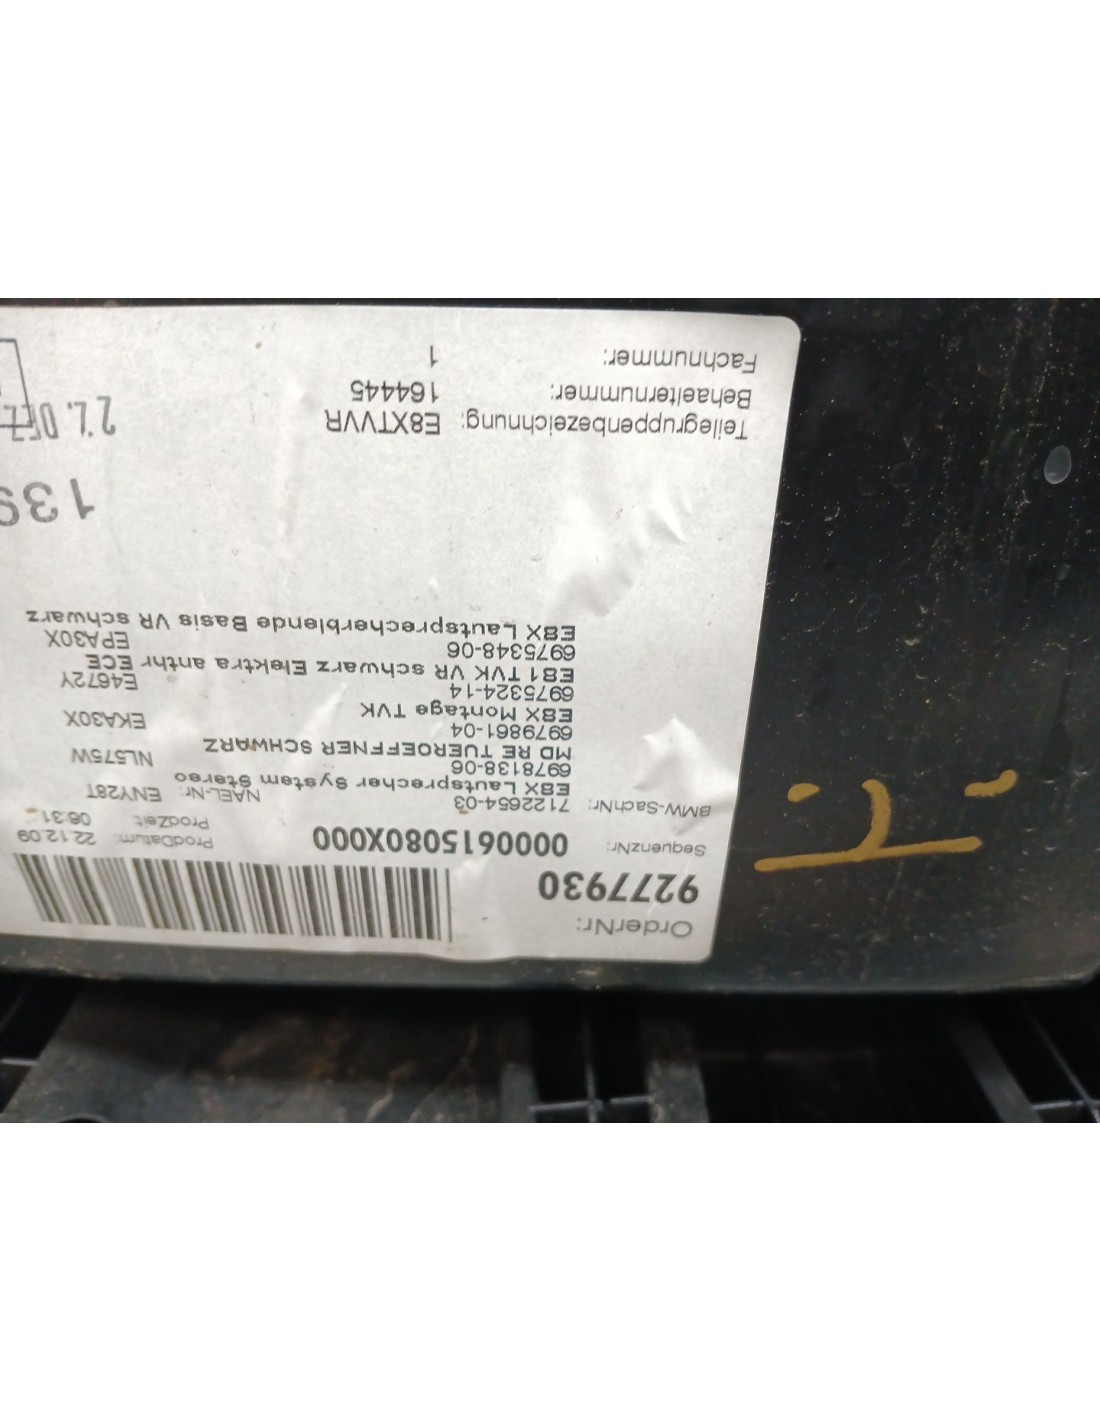 OrderNr:
9277930
SequenzNr: 0000615080X000
ProdDatum: 22.12.09
ProdZeit: 06:31
BMW-SachNr: 7122654-03 NAEL-Nr: ENY28T
E8X Lautsprecher System Stereo
6978138-06 NL575W
MD RE TUEROEFFNER SCHWARZ
6979861-04 EKA30X
E8X Montage TVK
6975324-14 E4672Y
E81 TVK VR schwarz Elektra anthr ECE
6975348-06 EPA30X
E8X Lautsprecherblende Basis VR schwarz
139
Teilegruppenbezeichnung: E8XTVVR
Behaelternummer: 164445
Fachnummer: 1